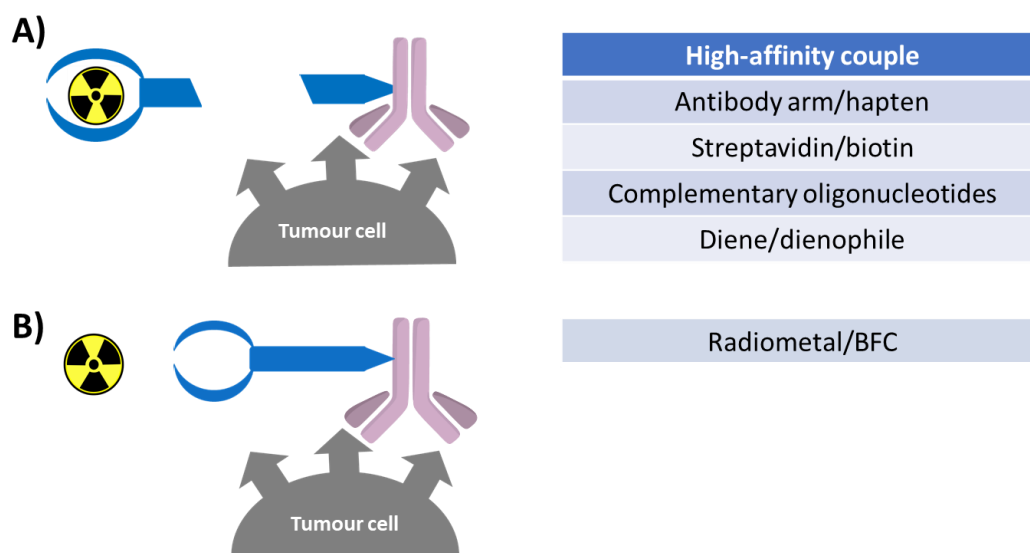 A)
High-affinity couple
Antibody arm/hapten
Streptavidin/biotin
Complementary oligonucleotides
Diene/dienophile
Tumour cell
B)
Radiometal/BFC
Tumour cell